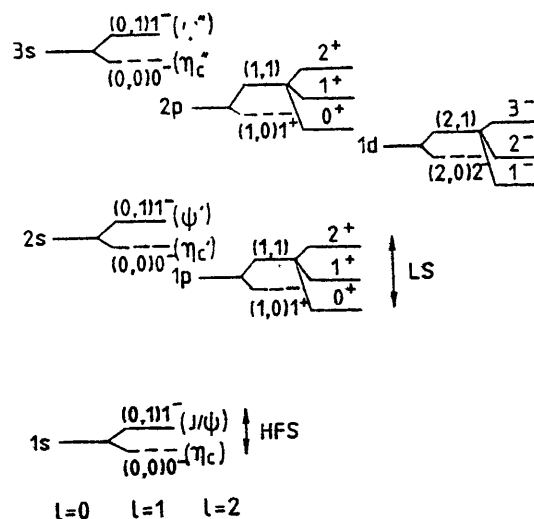 (0,1)1⁻(
3s
(0,0)0⁻(η_c″
(1,1) 2⁺
1⁺
2p
0⁺
(1,0)1⁺
(2,1) 3⁻
1d 2⁻
(2,0)2⁻
1⁻
(0,1)1⁻(ψ′)
2s
(0,0)0⁻(η_c′)
(1,1) 2⁺
1⁺ LS
1p
(1,0)1⁺ 0⁺
(0,1)1⁻(J/ψ)
1s HFS
(0,0)0⁻(η_c)
l=0 l=1 l=2